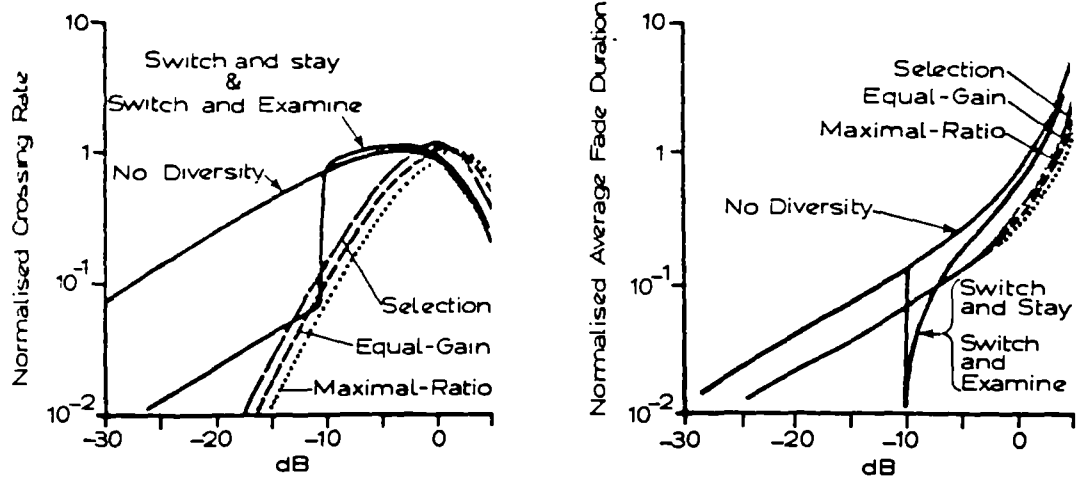 10
Switch and stay
&
Switch and Examine
1
No Diversity
10-1
Selection
Equal-Gain
Maximal-Ratio
10-2
-30
-20
-10
0
dB
Normalised Crossing Rate
10
Selection
Equal-Gain
Maximal-Ratio
1
No Diversity
10-1
Switch
and Stay
Switch
and
Examine
10-2
-30
-20
-10
0
dB
Normalised Average Fade Duration